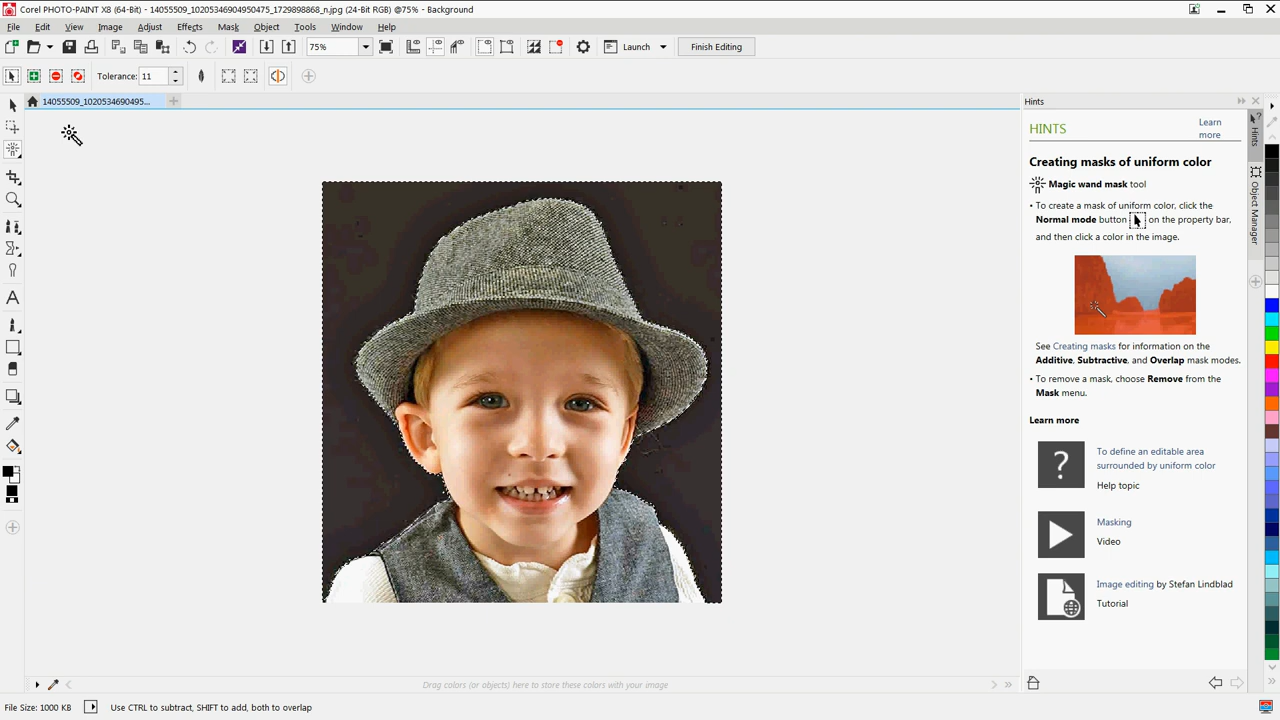 Corel PHOTO-PAINT X8 (64-Bit) - 14055509_10205346904950475_1729898868_n.jpg (24-Bit RGB) @75% - Background
File Edit View Image Adjust Effects Mask Object Tools Window Help
75% Launch Finish Editing
Tolerance: 11
14055509_1020534690495...
Hints
HINTS
Learn
more
Creating masks of uniform color
Magic wand mask tool
• To create a mask of uniform color, click the
Normal mode button on the property bar,
and then click a color in the image.
See Creating masks for information on the
Additive, Subtractive, and Overlap mask modes.
• To remove a mask, choose Remove from the
Mask menu.
Learn more
To define an editable area
surrounded by uniform color
Help topic
Masking
Video
Image editing by Stefan Lindblad
Tutorial
Hints
Object Manager
Drag colors (or objects) here to store these colors with your image
File Size: 1000 KB Use CTRL to subtract, SHIFT to add, both to overlap